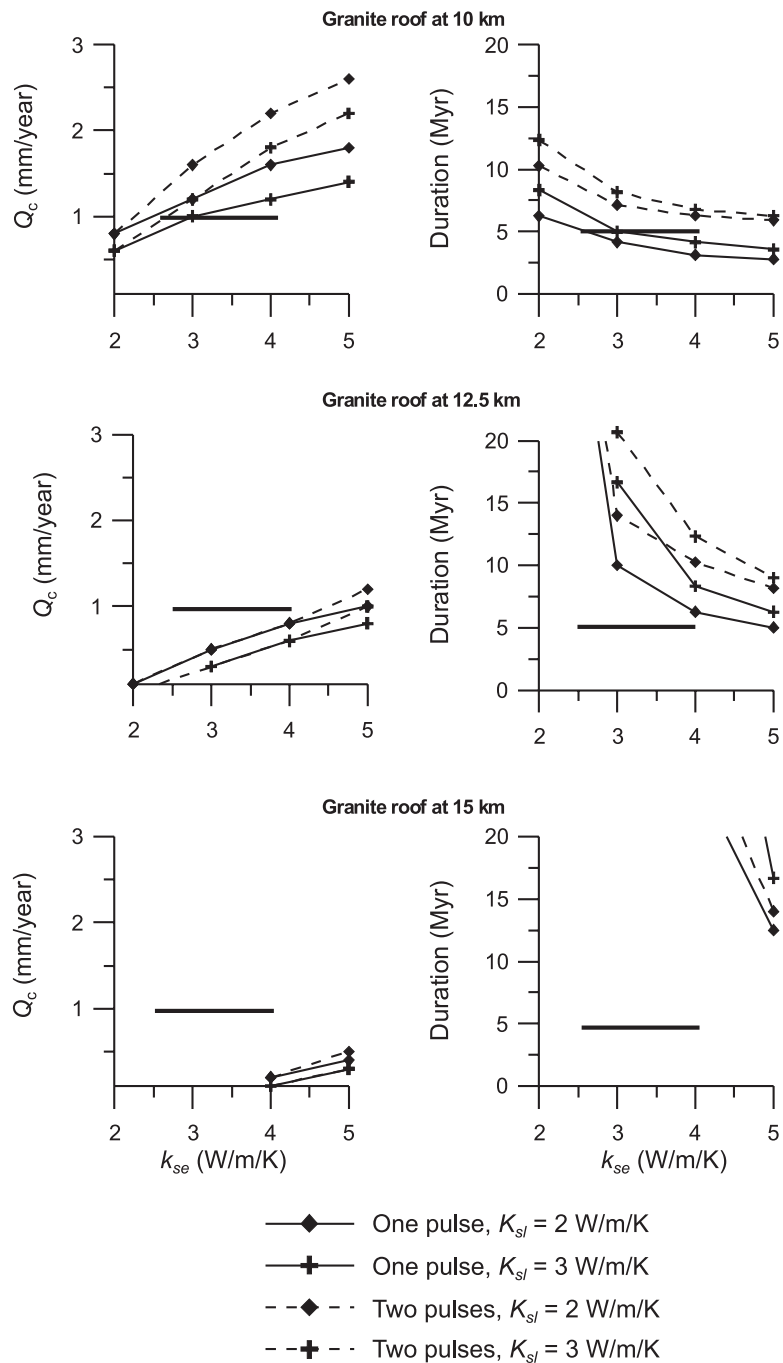 Granite roof at 10 km
Q_c (mm/year)
3
2
1
2 3 4 5
Duration (Myr)
20
15
10
5
0
2 3 4 5
Granite roof at 12.5 km
Q_c (mm/year)
3
2
1
2 3 4 5
Duration (Myr)
20
15
10
5
0
2 3 4 5
Granite roof at 15 km
Q_c (mm/year)
3
2
1
2 3 4 5
k_se (W/m/K)
Duration (Myr)
20
15
10
5
0
2 3 4 5
k_se (W/m/K)
One pulse, K_sl = 2 W/m/K
One pulse, K_sl = 3 W/m/K
Two pulses, K_sl = 2 W/m/K
Two pulses, K_sl = 3 W/m/K